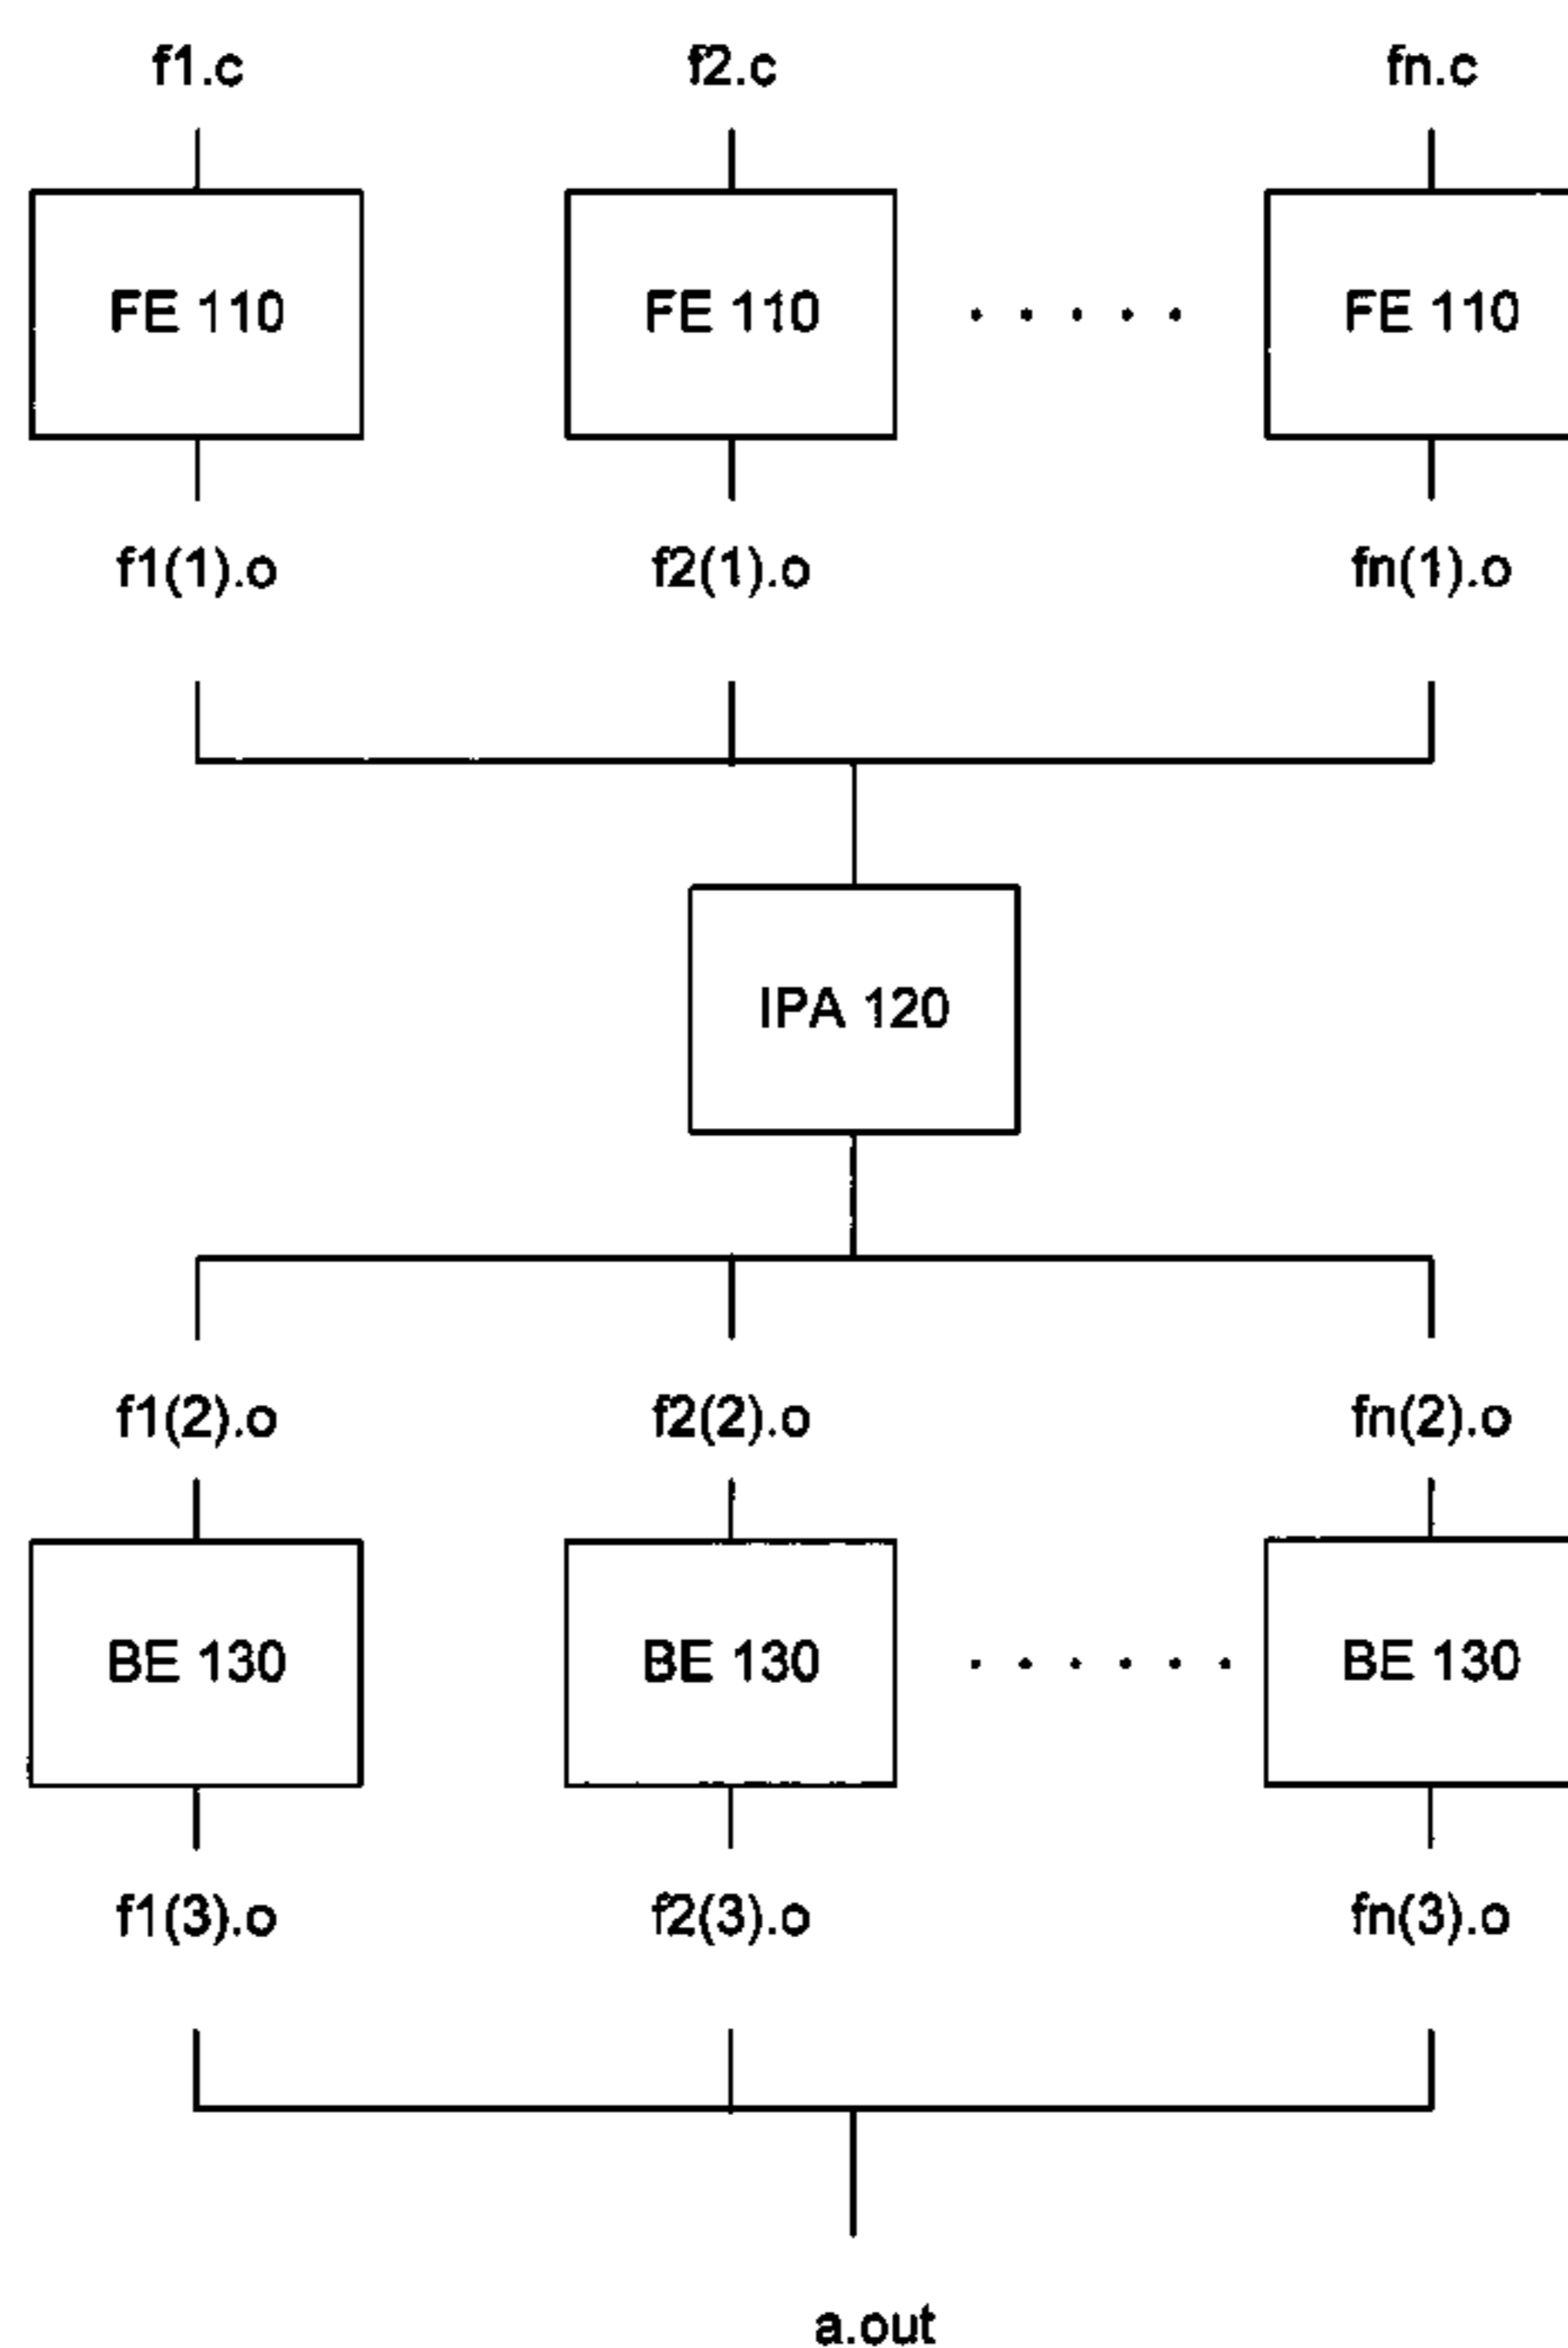 f1.c f2.c fn.c
FE 110 FE 110 FE 110
f1(1).o f2(1).o fn(1).o
IPA 120
f1(2).o f2(2).o fn(2).o
BE 130 BE 130 BE 130
f1(3).o f2(3).o fn(3).o
a.out